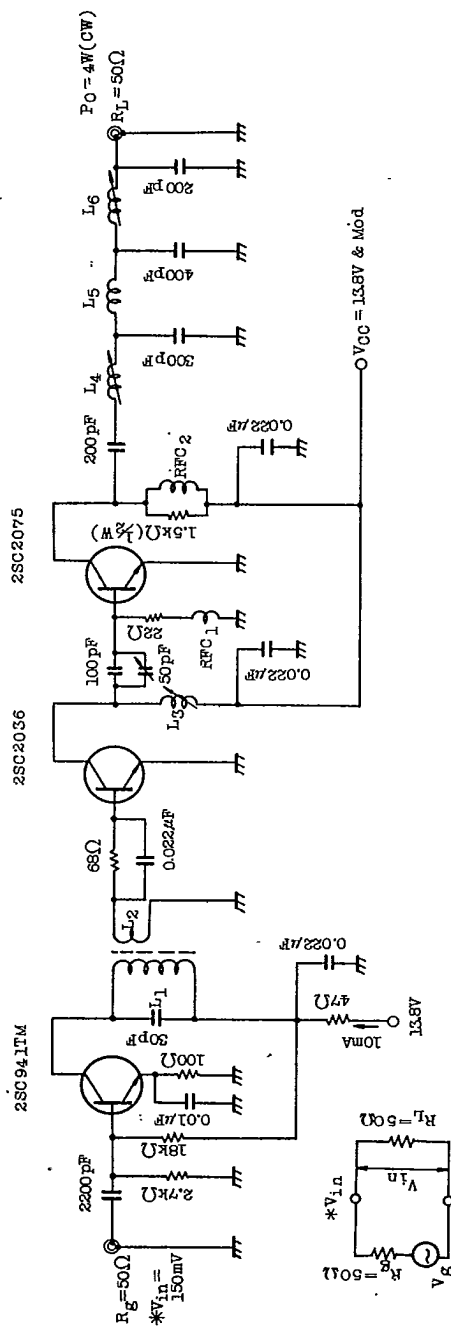 2SC941TM
2SC2036
2SC2075
Rg=50Ω
*Vin=
150mV
2200pF
2.7kΩ
18kΩ
0.01μF
100Ω
30pF
L1
L2
68Ω
0.022μF
47Ω
10mA
13.8V
0.022μF
100pF
50pF
L3
22Ω
RFC1
0.022μF
1.5kΩ(1/2W)
RFC2
0.022μF
200pF
L4
300pF
L5
400pF
L6
200pF
PO=4W(CW)
RL=50Ω
VCC=13.8V & Mod
*Vin
Rg=50Ω
Vg
Vin
RL=50Ω